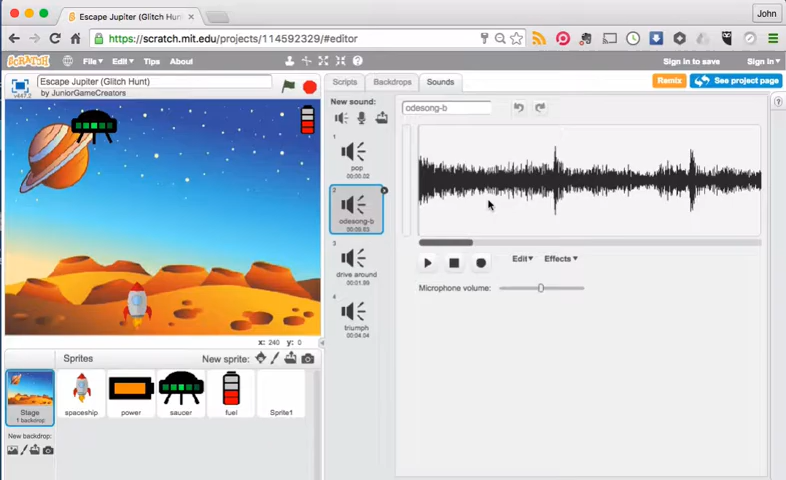 Escape Jupiter (Glitch Hunt)
John
https://scratch.mit.edu/projects/114592329/#editor
SCRATCH File Edit Tips About Sign in to save Sign in
v447.2
Escape Jupiter (Glitch Hunt)
by JuniorGameCreators
Scripts Backdrops Sounds
Remix See project page
New sound:
odesong-b
1
pop
00:00.02
2
odesong-b
3
drive around
00:01.99
4
triumph
00:04.04
Edit Effects
Microphone volume:
x: 240 y: 0
Sprites New sprite:
Stage
1 backdrop
spaceship power saucer fuel Sprite1
New backdrop: